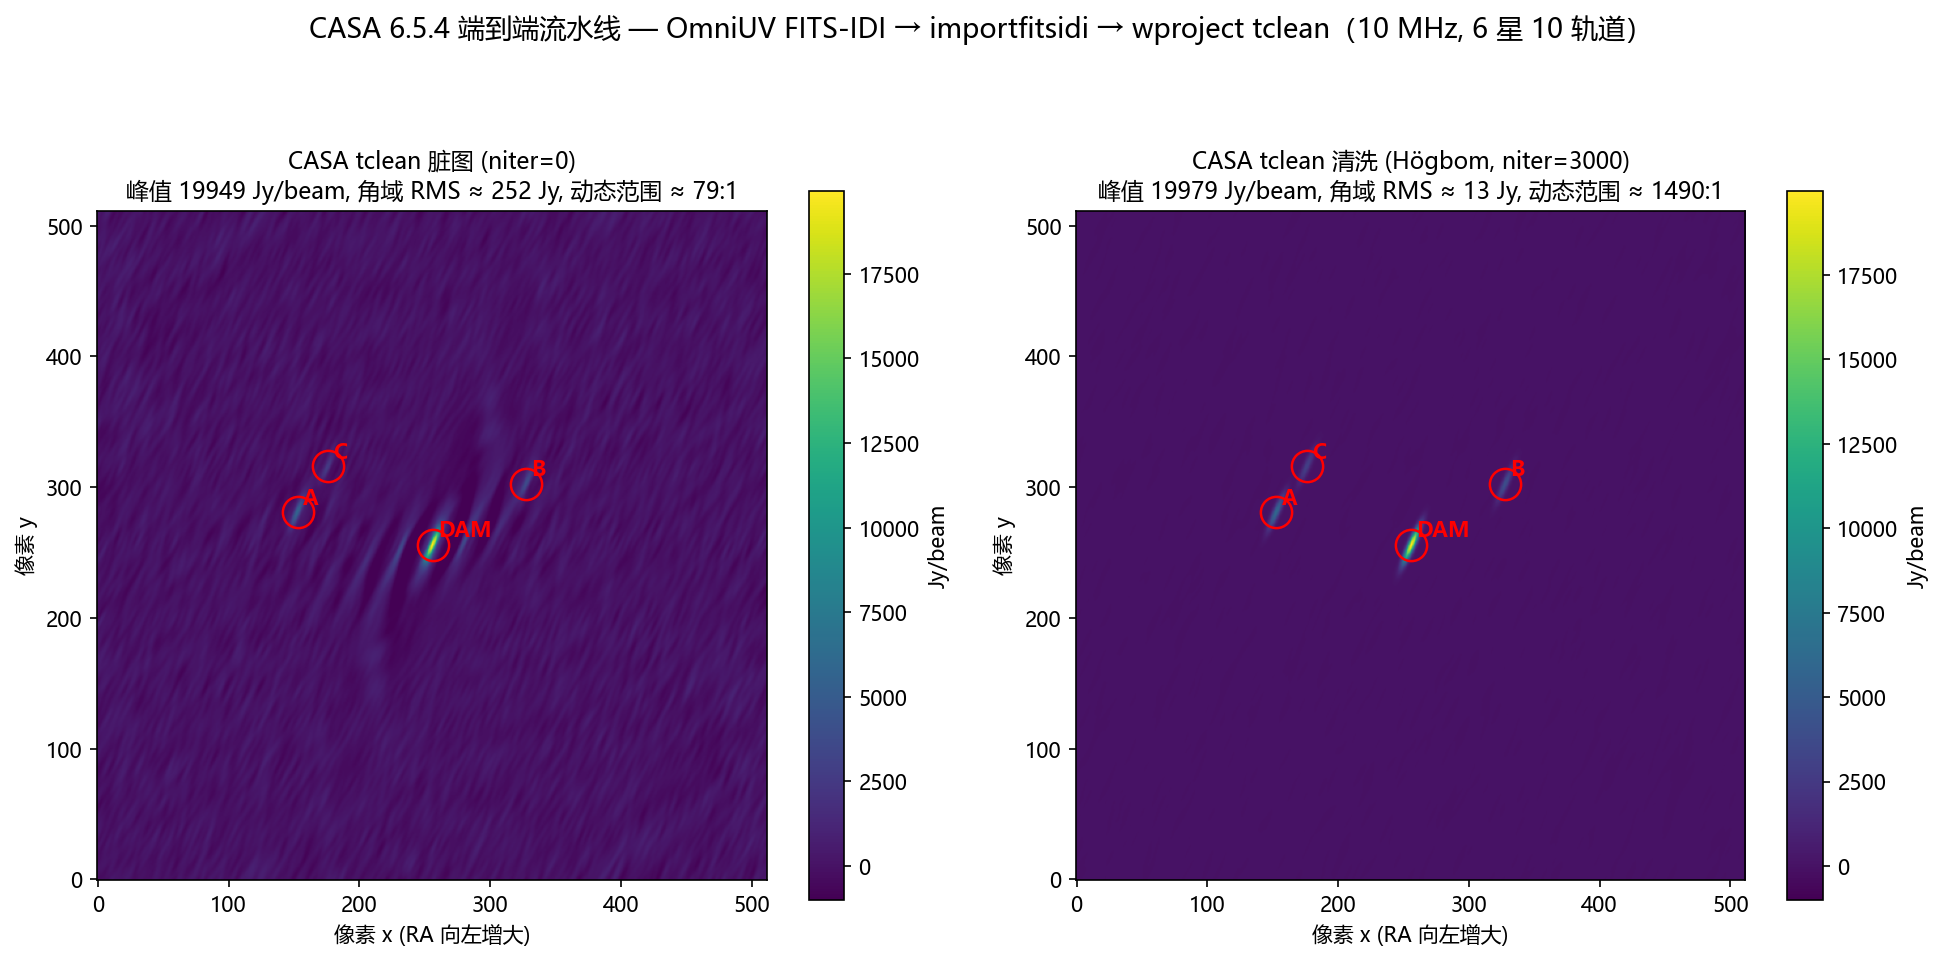 CASA 6.5.4 端到端流水线 — OmniUV FITS-IDI → importfitsidi → wproject tclean（10 MHz, 6 星 10 轨道）
CASA tclean 脏图 (niter=0)
峰值 19949 Jy/beam, 角域 RMS ≈ 252 Jy, 动态范围 ≈ 79:1
500
400
300
200
100
0
像素 y
C
A
B
DAM
0
100
200
300
400
500
像素 x (RA 向左增大)
17500
15000
12500
10000
7500
5000
2500
0
Jy/beam
CASA tclean 清洗 (Högbom, niter=3000)
峰值 19979 Jy/beam, 角域 RMS ≈ 13 Jy, 动态范围 ≈ 1490:1
500
400
300
200
100
0
像素 y
C
A
B
DAM
0
100
200
300
400
500
像素 x (RA 向左增大)
17500
15000
12500
10000
7500
5000
2500
0
Jy/beam